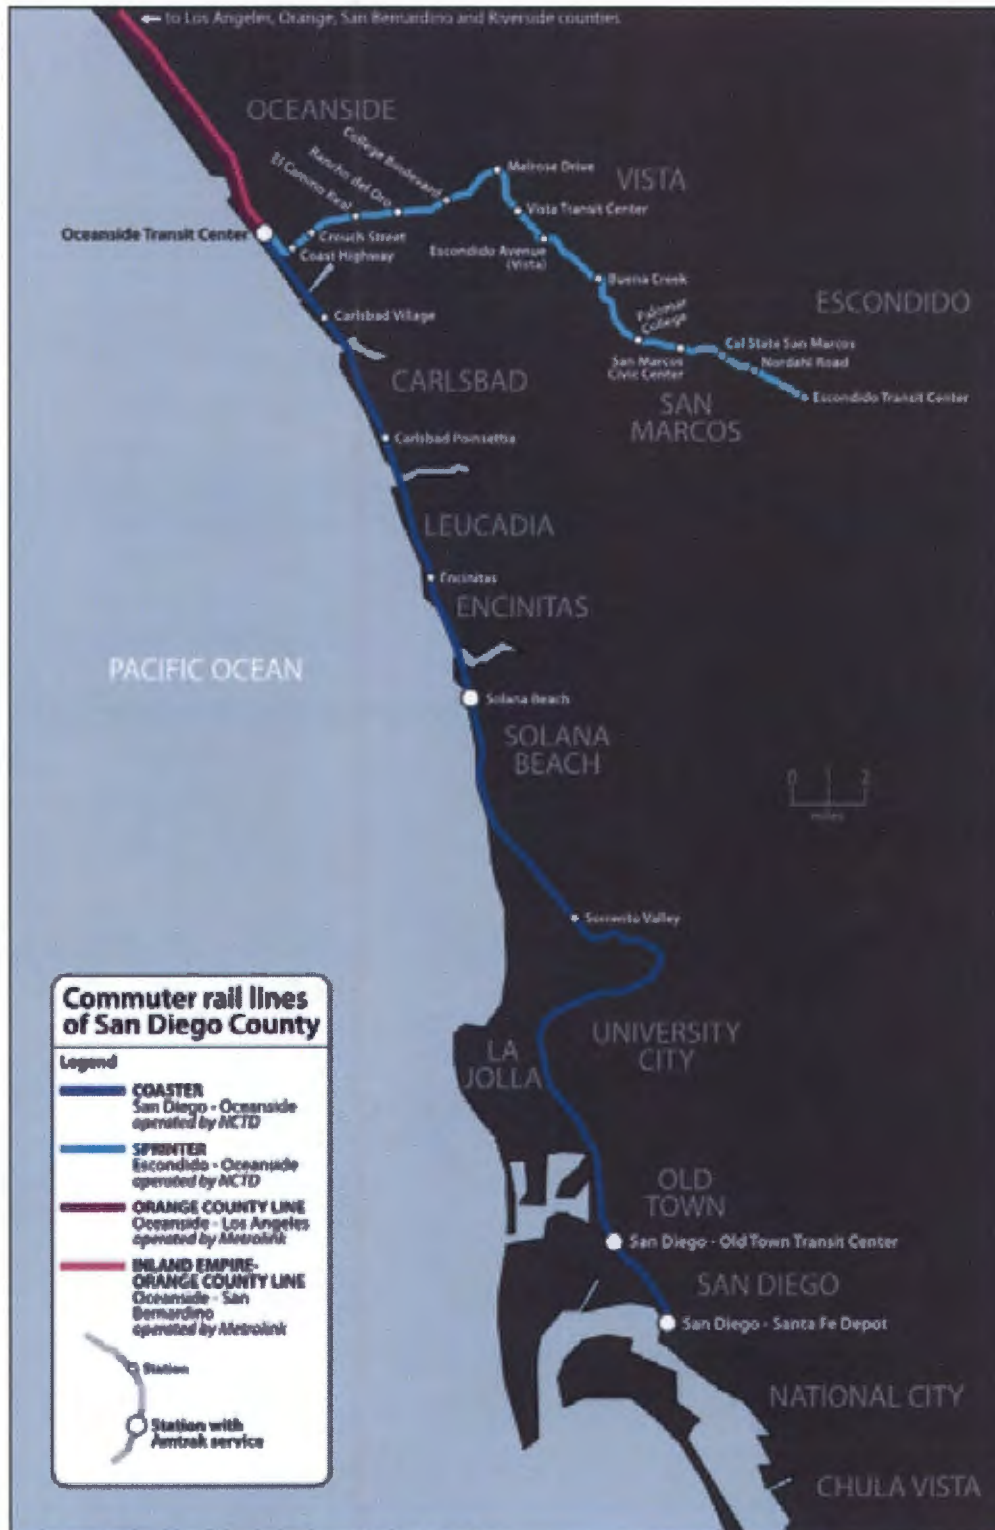 ← to Los Angeles, Orange, San Bernardino and Riverside counties
OCEANSIDE
College Boulevard
Rancho del Oro
El Camino Real
Melrose Drive
VISTA
Vista Transit Center
Oceanside Transit Center
Crouch Street
Coast Highway
Escondido Avenue
(Vista)
Buena Creek
ESCONDIDO
Carlsbad Village
Palomar
College
Cal State San Marcos
San Marcos
Civic Center
Nordahl Road
CARLSBAD
Escondido Transit Center
SAN
MARCOS
Carlsbad Poinsettia
LEUCADIA
Encinitas
ENCINITAS
PACIFIC OCEAN
Solana Beach
SOLANA
BEACH
0 1 2
miles
Sorrento Valley
UNIVERSITY
CITY
LA
JOLLA
OLD
TOWN
San Diego - Old Town Transit Center
SAN DIEGO
San Diego - Santa Fe Depot
NATIONAL CITY
CHULA VISTA
Commuter rail lines
of San Diego County
Legend
COASTER
San Diego - Oceanside
operated by NCTD
SPRINTER
Escondido - Oceanside
operated by NCTD
ORANGE COUNTY LINE
Oceanside - Los Angeles
operated by Metrolink
INLAND EMPIRE-
ORANGE COUNTY LINE
Oceanside - San
Bernardino
operated by Metrolink
Station
Station with
Amtrak service